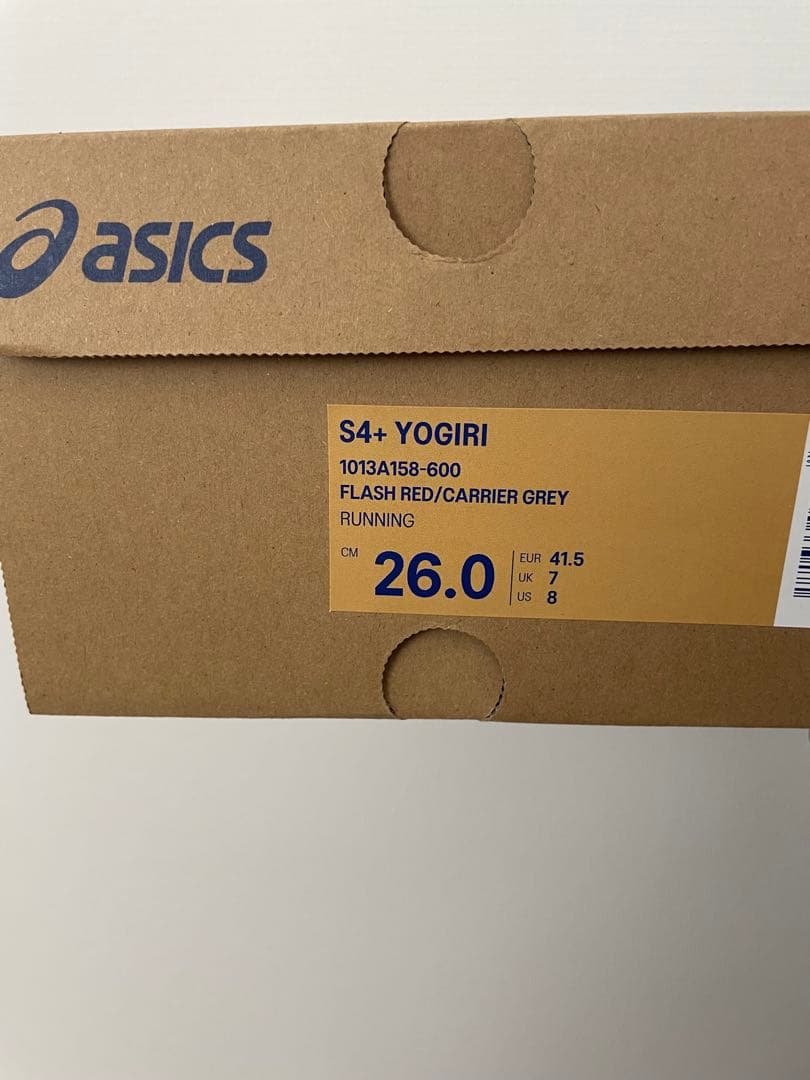 asics
S4+ YOGIRI
1013A158-600
FLASH RED/CARRIER GREY
RUNNING
CM 26.0
EUR 41.5
UK 7
US 8